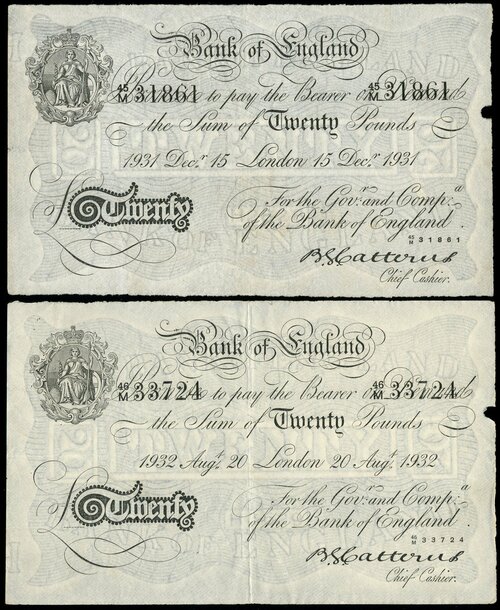 Bank of England
45/M 31861 Promise to pay the Bearer on Demand 45/M 31861
the Sum of Twenty Pounds
1931 Decr. 15 London 15 Decr. 1931
For the Govr. and Compa.
Twenty of the Bank of England.
45/M 31861
B G Catterns
Chief Cashier.
Bank of England
46/M 33724 Promise to pay the Bearer on Demand 46/M 33724
the Sum of Twenty Pounds
1932 Augt. 20 London 20 Augt. 1932
For the Govr. and Compa.
Twenty of the Bank of England.
46/M 33724
B G Catterns
Chief Cashier.